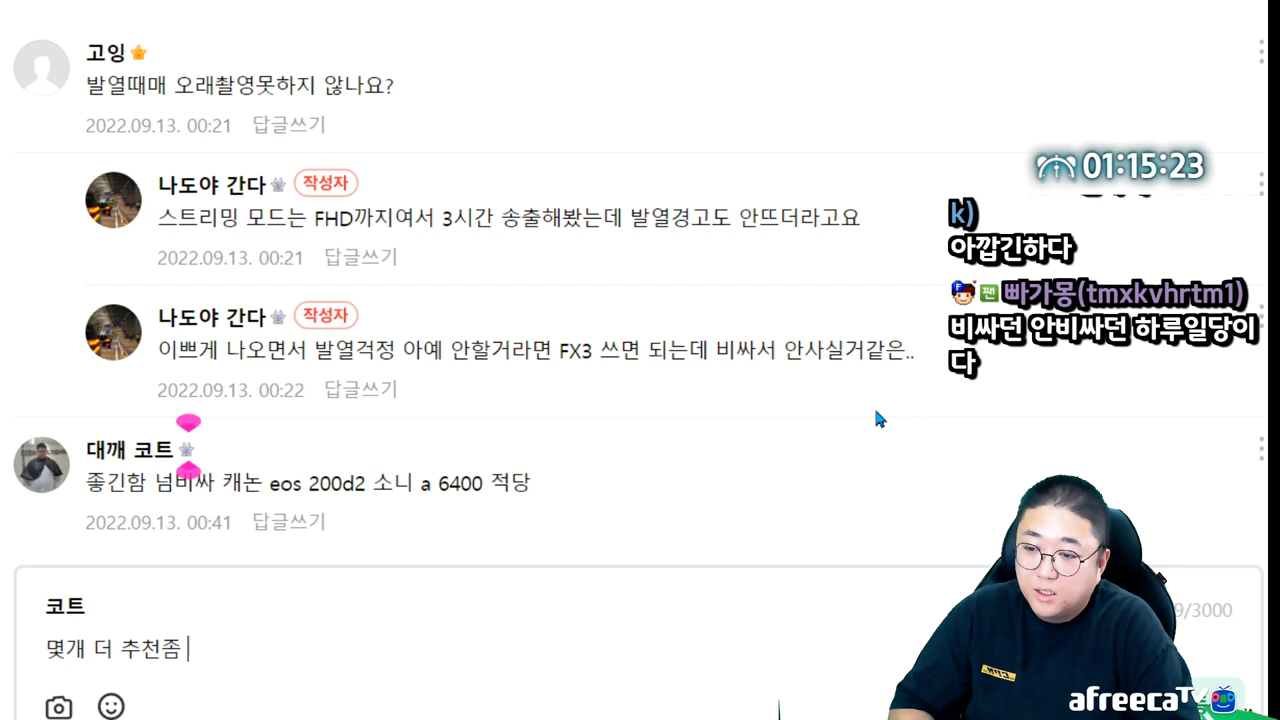 고잉
발열때매 오래촬영못하지 않나요?
2022.09.13. 00:21 답글쓰기
나도야 간다 작성자
스트리밍 모드는 FHD까지여서 3시간 송출해봤는데 발열경고도 안뜨더라고요
2022.09.13. 00:21 답글쓰기
나도야 간다 작성자
이쁘게 나오면서 발열걱정 아예 안할거라면 FX3 쓰면 되는데 비싸서 안사실거같은..
2022.09.13. 00:22 답글쓰기
대깨 코트
좋긴함 넘비싸 캐논 eos 200d2 소니 a 6400 적당
2022.09.13. 00:41 답글쓰기
코트
9/3000
몇개 더 추천좀
01:15:23
k)
아깝긴하다
F 팬 빠가몽(tmxkvhrtm1)
비싸던 안비싸던 하루일당이
다
afreecaTV